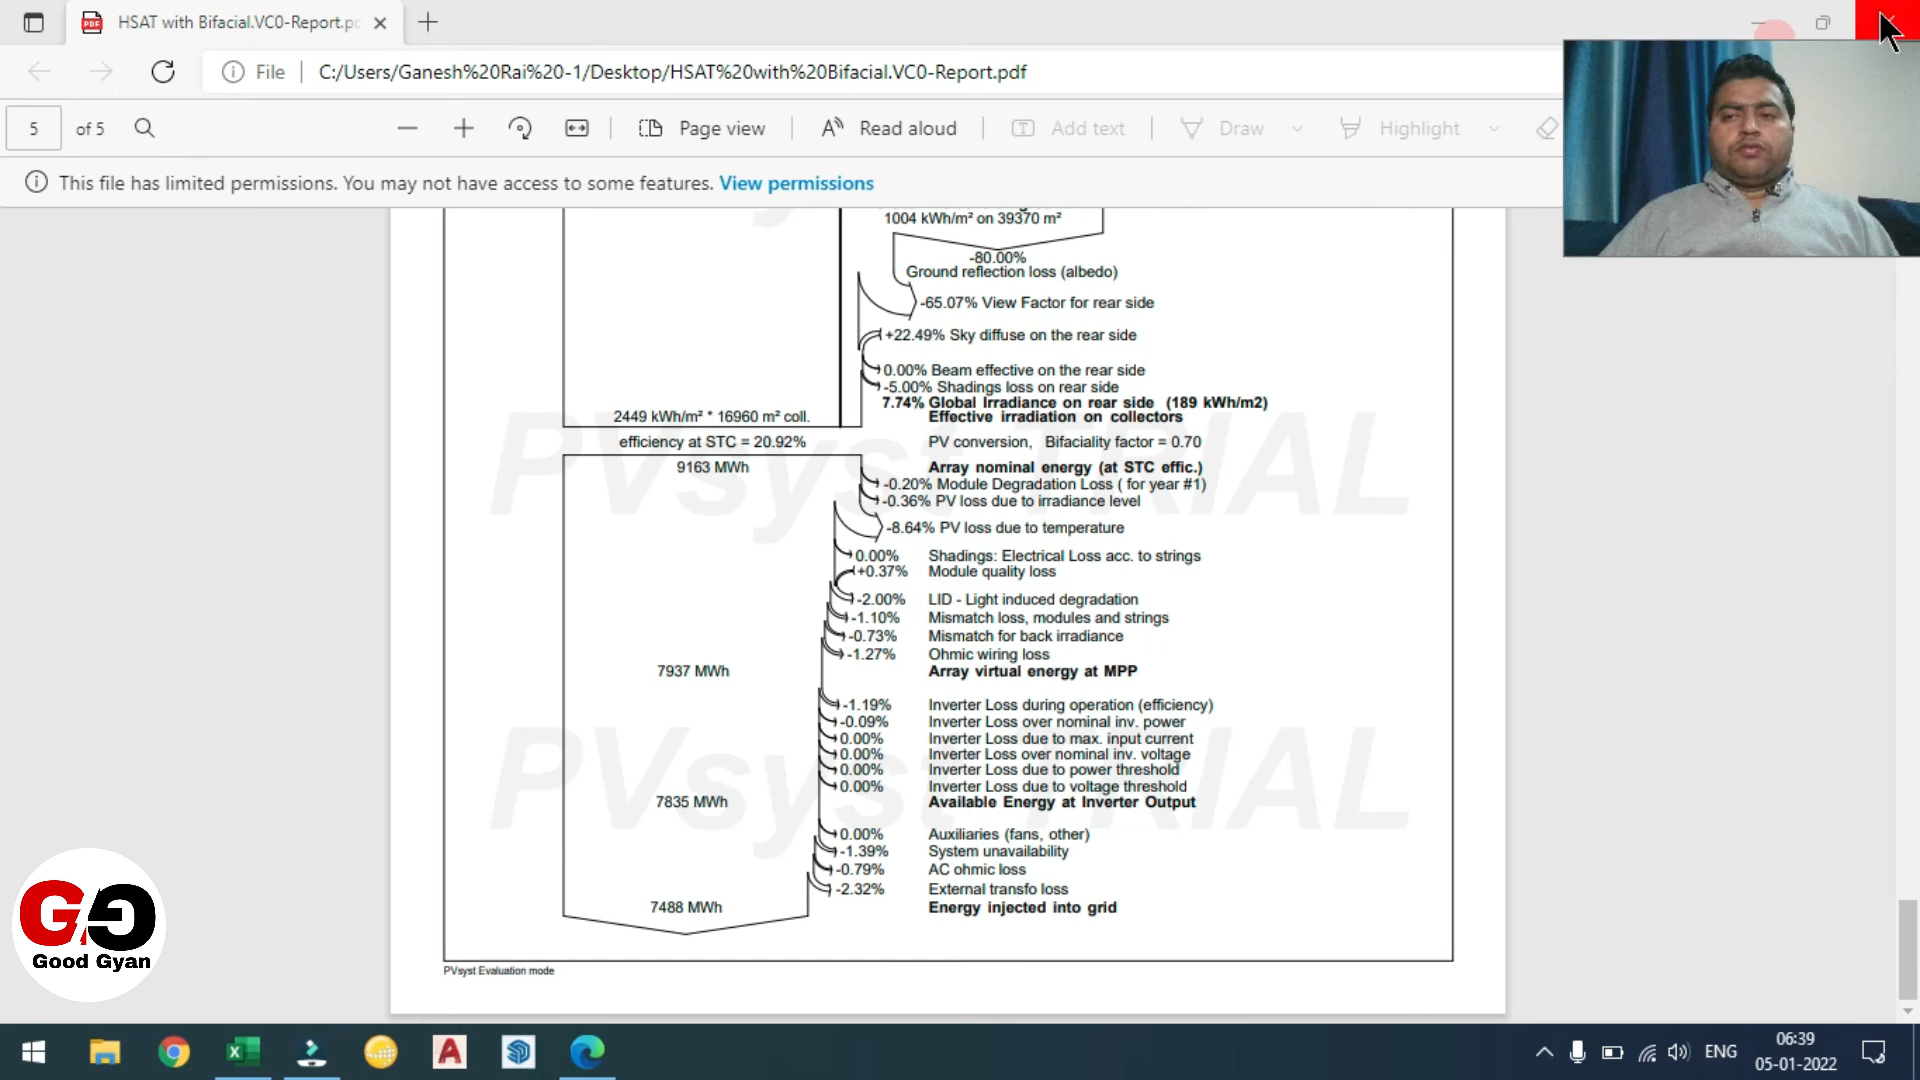 HSAT with Bifacial.VC0-Report.pd
File
C:/Users/Ganesh%20Rai%20-1/Desktop/HSAT%20with%20Bifacial.VC0-Report.pdf
5 of 5
Page view
Read aloud
Add text
Draw
Highlight
This file has limited permissions. You may not have access to some features. View permissions
1004 kWh/m² on 39370 m²
-80.00%
Ground reflection loss (albedo)
-65.07% View Factor for rear side
+22.49% Sky diffuse on the rear side
0.00% Beam effective on the rear side
-5.00% Shadings loss on rear side
7.74% Global Irradiance on rear side (189 kWh/m2)
2449 kWh/m² * 16960 m² coll. Effective irradiation on collectors
efficiency at STC = 20.92% PV conversion, Bifaciality factor = 0.70
9163 MWh Array nominal energy (at STC effic.)
-0.20% Module Degradation Loss ( for year #1)
-0.36% PV loss due to irradiance level
-8.64% PV loss due to temperature
0.00% Shadings: Electrical Loss acc. to strings
+0.37% Module quality loss
-2.00% LID - Light induced degradation
-1.10% Mismatch loss, modules and strings
-0.73% Mismatch for back irradiance
-1.27% Ohmic wiring loss
7937 MWh Array virtual energy at MPP
-1.19% Inverter Loss during operation (efficiency)
-0.09% Inverter Loss over nominal inv. power
0.00% Inverter Loss due to max. input current
0.00% Inverter Loss over nominal inv. voltage
0.00% Inverter Loss due to power threshold
0.00% Inverter Loss due to voltage threshold
7835 MWh Available Energy at Inverter Output
0.00% Auxiliaries (fans, other)
-1.39% System unavailability
-0.79% AC ohmic loss
-2.32% External transfo loss
7488 MWh Energy injected into grid
PVsyst Evaluation mode
PVsyst TRIAL
PVsyst TRIAL
GG
Good Gyan
ENG
06:39
05-01-2022